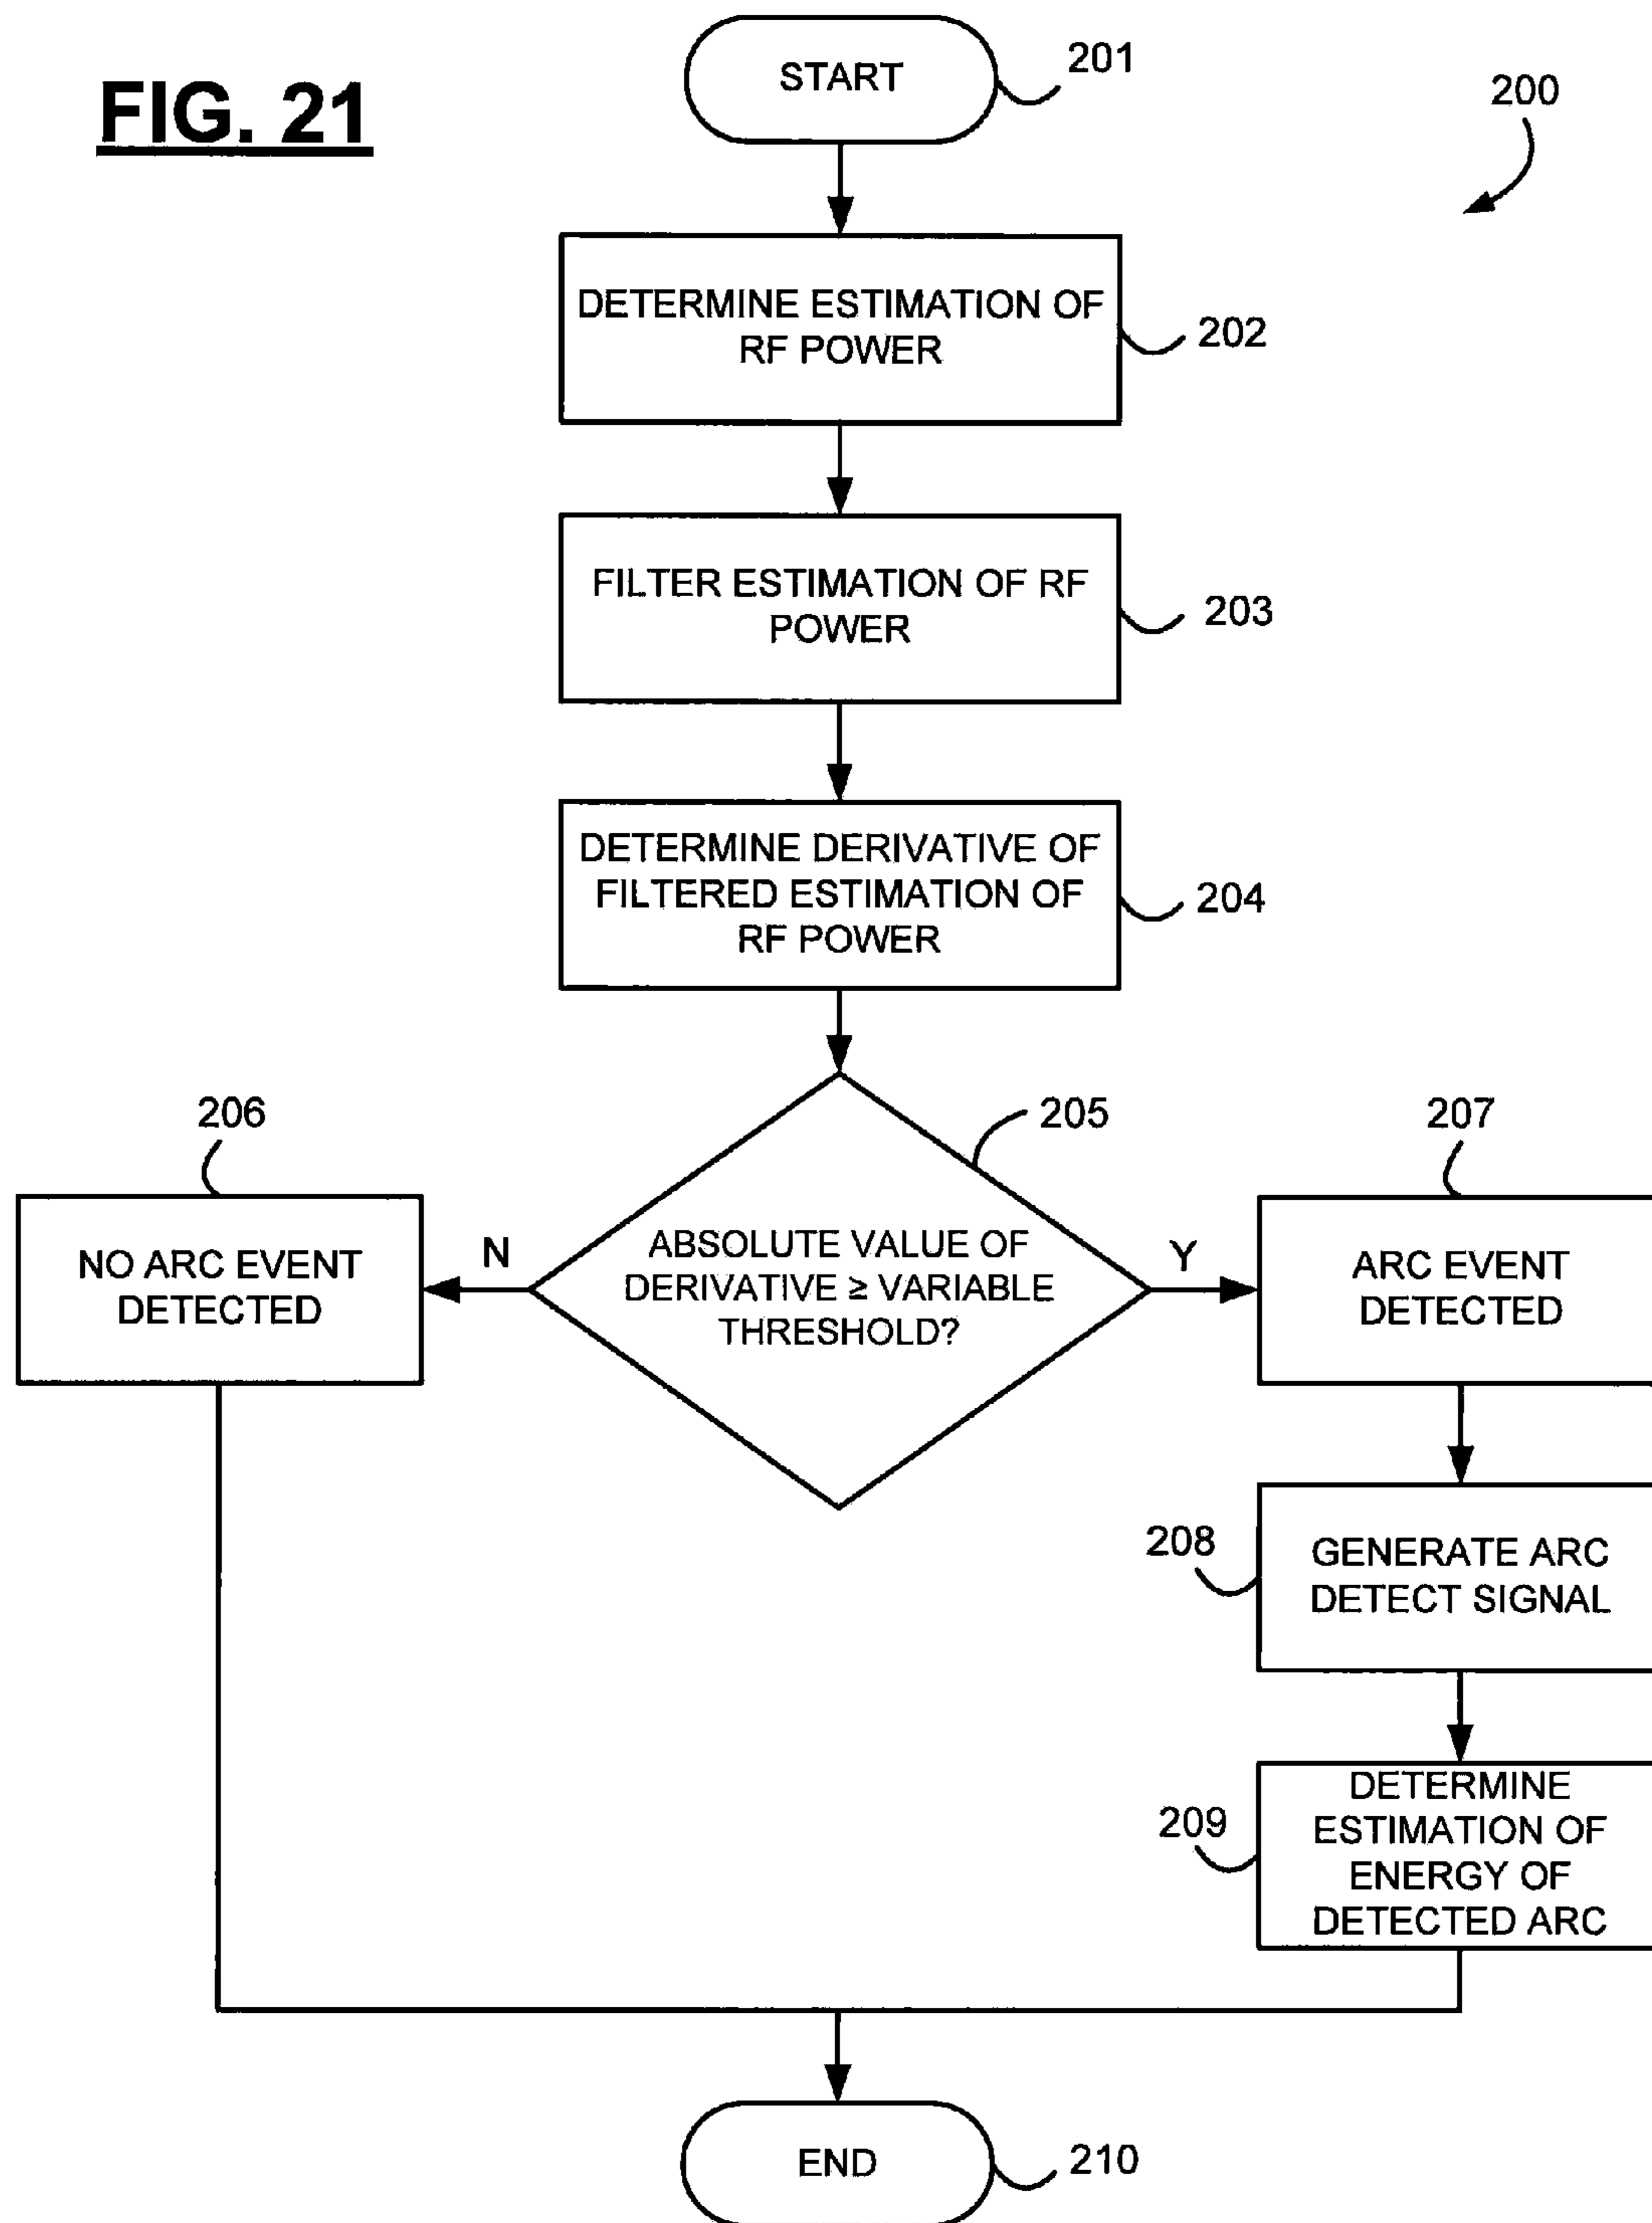 FIG. 21
START
201
200
DETERMINE ESTIMATION OF
RF POWER
202
FILTER ESTIMATION OF RF
POWER
203
DETERMINE DERIVATIVE OF
FILTERED ESTIMATION OF
RF POWER
204
205
206
207
ABSOLUTE VALUE OF
DERIVATIVE ≥ VARIABLE
THRESHOLD?
N
Y
NO ARC EVENT
DETECTED
ARC EVENT
DETECTED
208
GENERATE ARC
DETECT SIGNAL
209
DETERMINE
ESTIMATION OF
ENERGY OF
DETECTED ARC
END
210